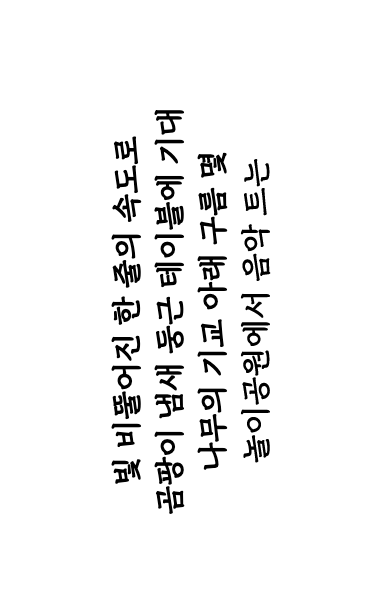 빛 비뚤어진 한 줄의 속도로
곰팡이 냄새 둥근 테이블에 기대
나무의 기교 아래 구름 몇
놀이공원에서 음악 트는